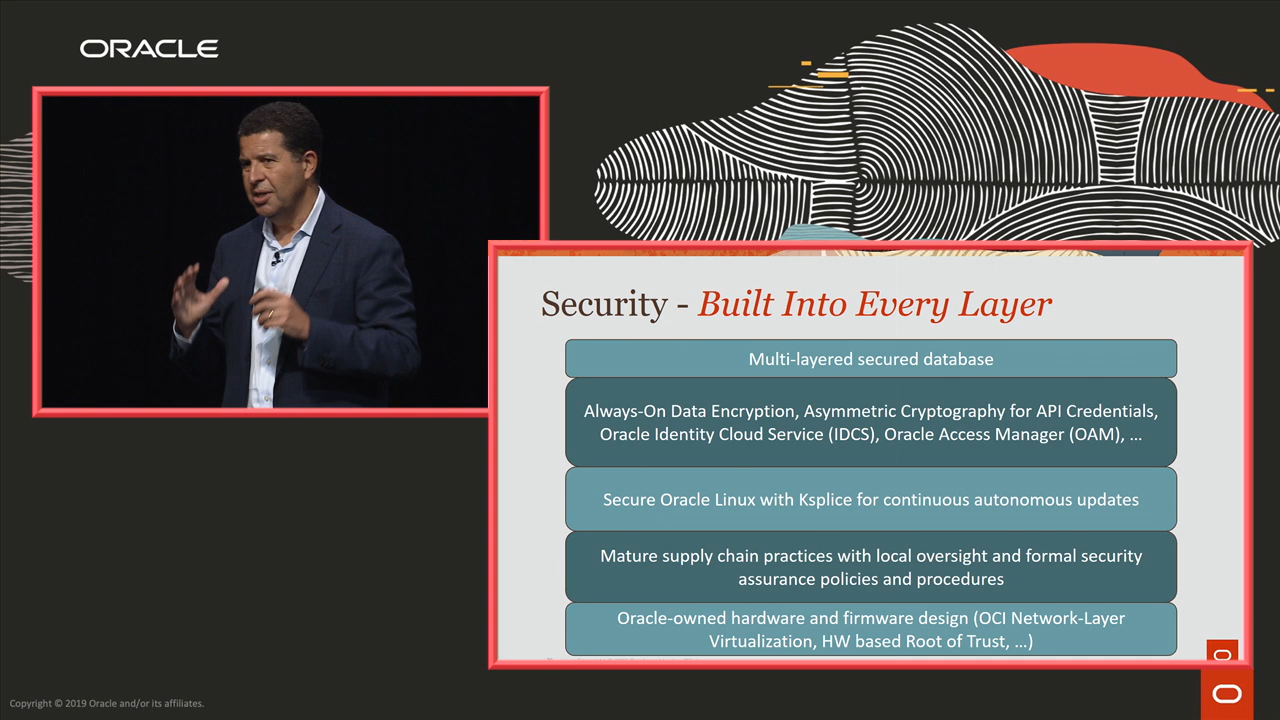 ORACLE
Security - Built Into Every Layer
Multi-layered secured database
Always-On Data Encryption, Asymmetric Cryptography for API Credentials,
Oracle Identity Cloud Service (IDCS), Oracle Access Manager (OAM), …
Secure Oracle Linux with Ksplice for continuous autonomous updates
Mature supply chain practices with local oversight and formal security
assurance policies and procedures
Oracle-owned hardware and firmware design (OCI Network-Layer
Virtualization, HW based Root of Trust, …)
Copyright © 2019 Oracle and/or its affiliates.